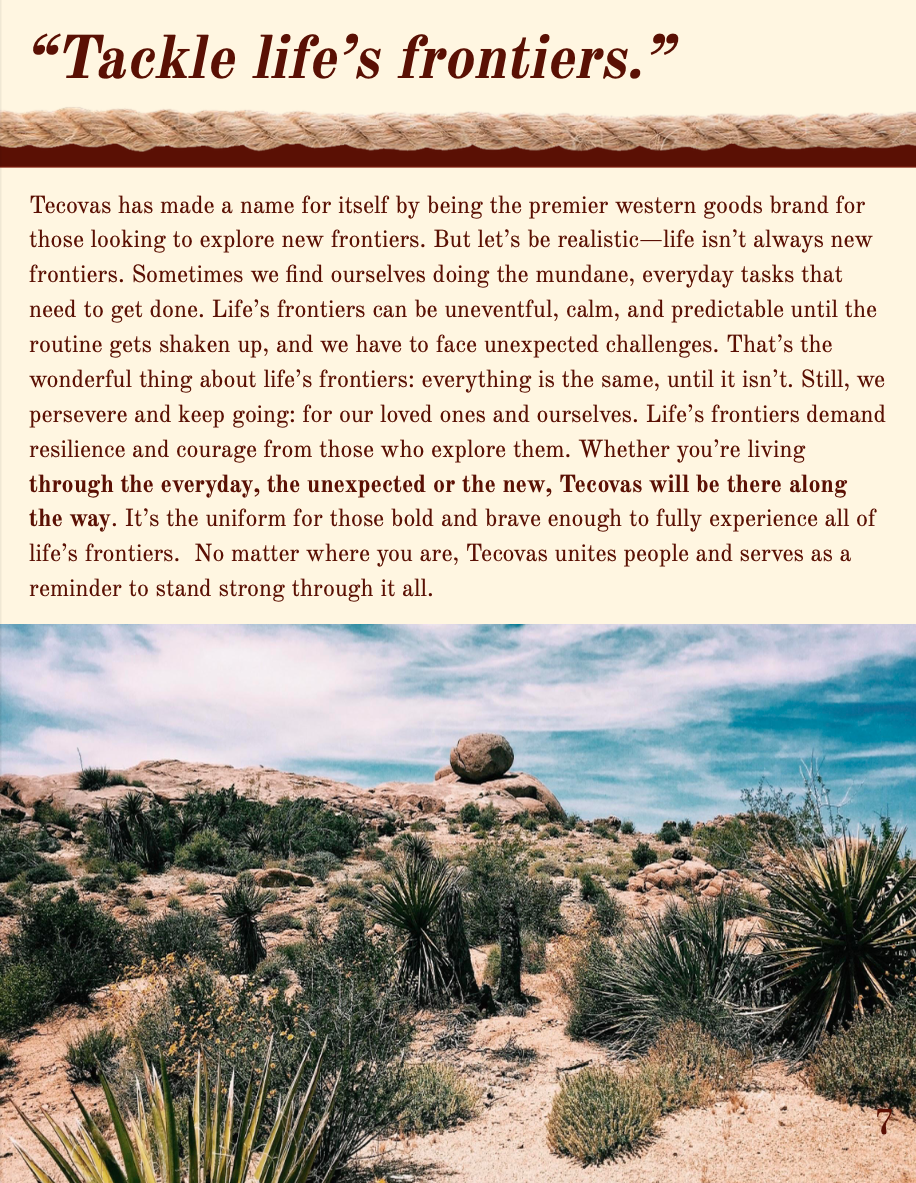 “Tackle life’s frontiers.”
Tecovas has made a name for itself by being the premier western goods brand for
those looking to explore new frontiers. But let’s be realistic—life isn’t always new
frontiers. Sometimes we find ourselves doing the mundane, everyday tasks that
need to get done. Life’s frontiers can be uneventful, calm, and predictable until the
routine gets shaken up, and we have to face unexpected challenges. That’s the
wonderful thing about life’s frontiers: everything is the same, until it isn’t. Still, we
persevere and keep going: for our loved ones and ourselves. Life’s frontiers demand
resilience and courage from those who explore them. Whether you’re living
through the everyday, the unexpected or the new, Tecovas will be there along
the way. It’s the uniform for those bold and brave enough to fully experience all of
life’s frontiers.  No matter where you are, Tecovas unites people and serves as a
reminder to stand strong through it all.
7